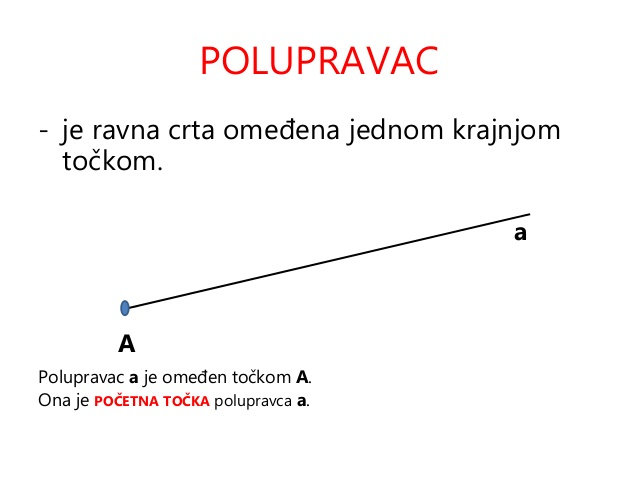 POLUPRAVAC
- je ravna crta omeđena jednom krajnjom
točkom.
a
A
Polupravac a je omeđen točkom A.
Ona je POČETNA TOČKA polupravca a.